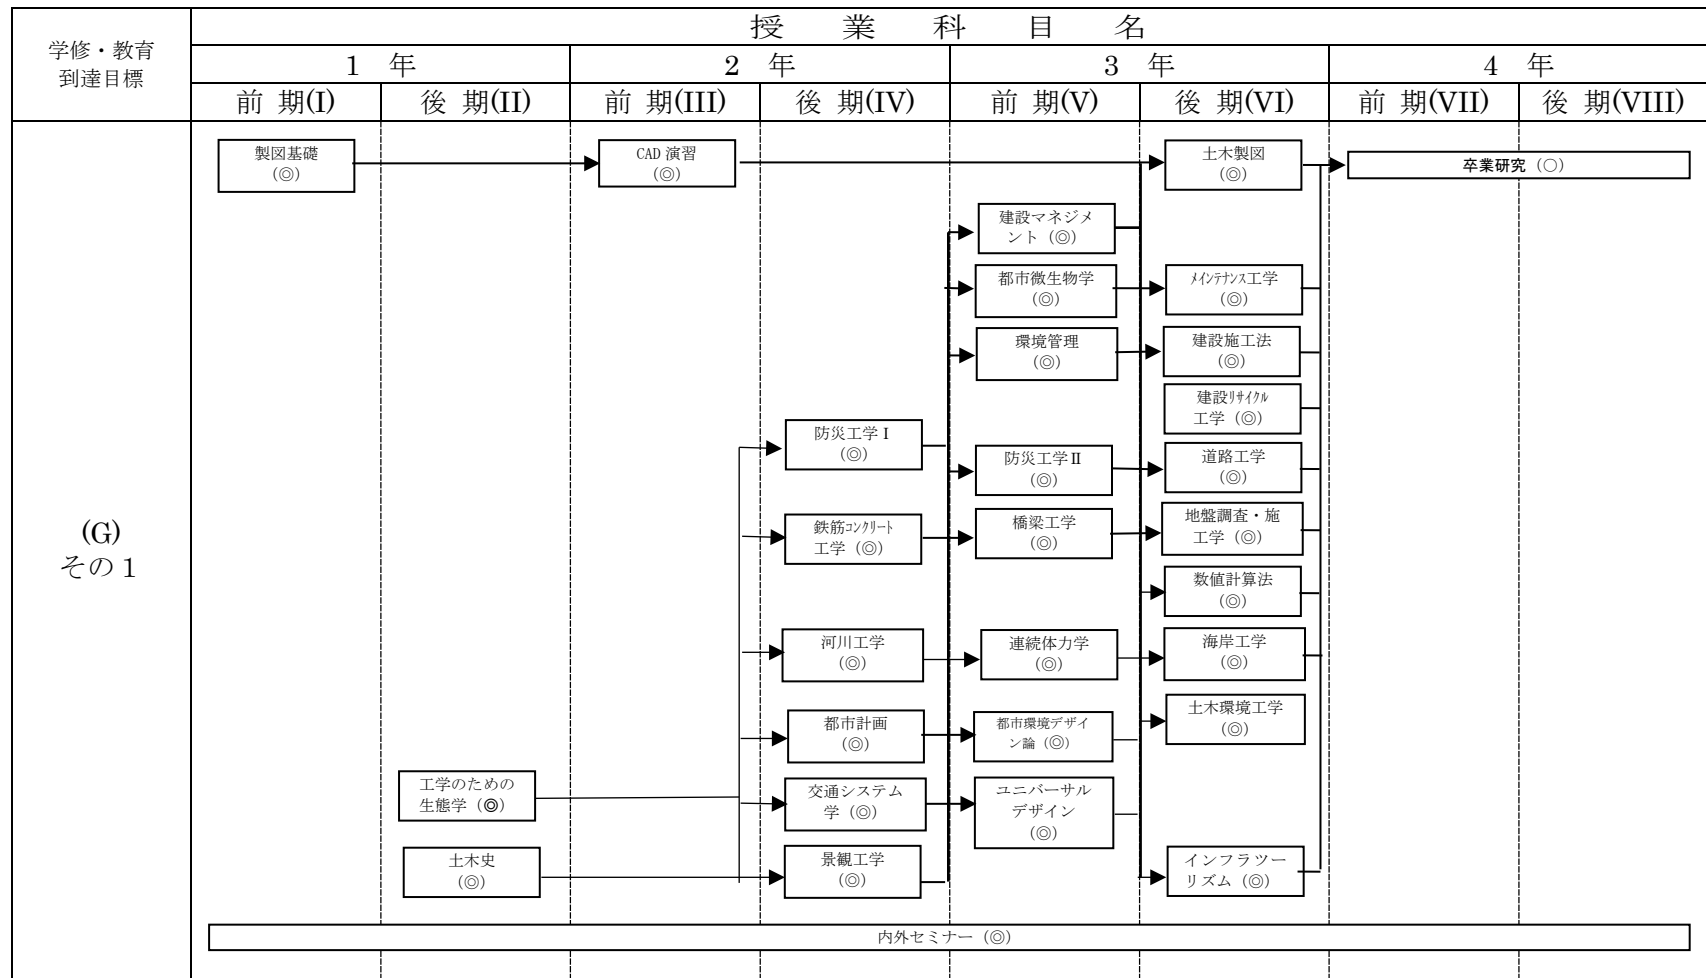 学修・教育
到達目標
授 業 科 目 名
1 年
2 年
3 年
4 年
前 期(I)
後 期(II)
前 期(III)
後 期(IV)
前 期(V)
後 期(VI)
前 期(VII)
後 期(VIII)
(G)
その1
製図基礎
(◎)
CAD 演習
(◎)
土木製図
(◎)
卒業研究 (○)
建設マネジメ
ント (◎)
都市微生物学
(◎)
メインテナンス工学
(◎)
環境管理
(◎)
建設施工法
(◎)
建設リサイクル
工学 (◎)
防災工学Ⅰ
(◎)
防災工学Ⅱ
(◎)
道路工学
(◎)
鉄筋コンクリート
工学 (◎)
橋梁工学
(◎)
地盤調査・施
工学 (◎)
数値計算法
(◎)
河川工学
(◎)
連続体力学
(◎)
海岸工学
(◎)
都市計画
(◎)
都市環境デザイ
ン論 (◎)
土木環境工学
(◎)
工学のための
生態学 (◎)
交通システム
学 (◎)
ユニバーサル
デザイン
(◎)
土木史
(◎)
景観工学
(◎)
インフラツー
リズム (◎)
内外セミナー (◎)